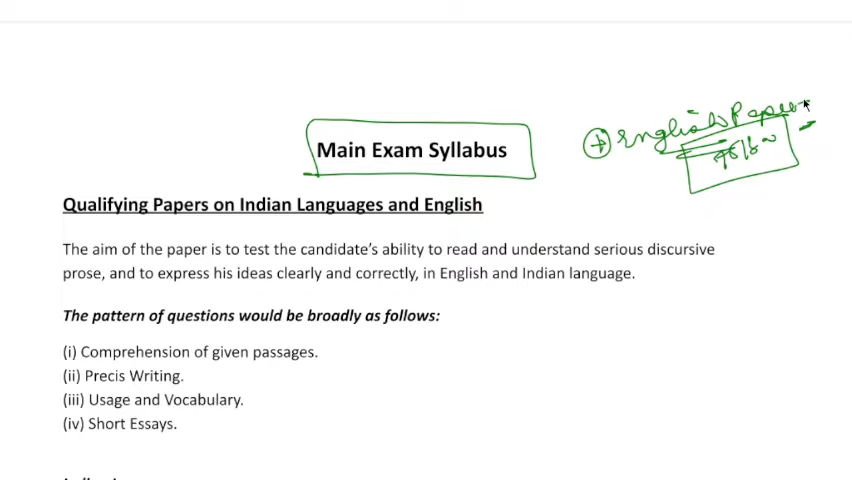 Main Exam Syllabus
English Paper
Qualifying Papers on Indian Languages and English
The aim of the paper is to test the candidate's ability to read and understand serious discursive
prose, and to express his ideas clearly and correctly, in English and Indian language.
The pattern of questions would be broadly as follows:
(i) Comprehension of given passages.
(ii) Precis Writing.
(iii) Usage and Vocabulary.
(iv) Short Essays.